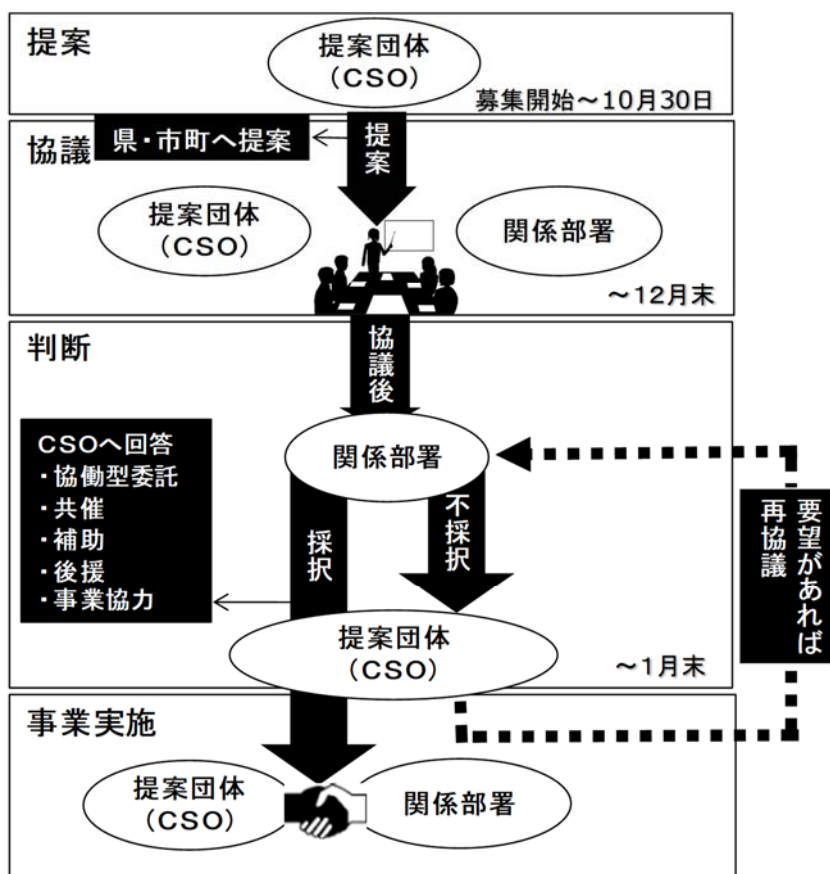 提案
提案団体
(CSO)
募集開始～10月30日
県・市町へ提案
提案
協議
提案団体
(CSO)
関係部署
～12月末
判断
協議後
関係部署
CSOへ回答
・協働型委託
・共催
・補助
・後援
・事業協力
採択
不採択
要望があれば
再協議
提案団体
(CSO)
～1月末
事業実施
提案団体
(CSO)
関係部署